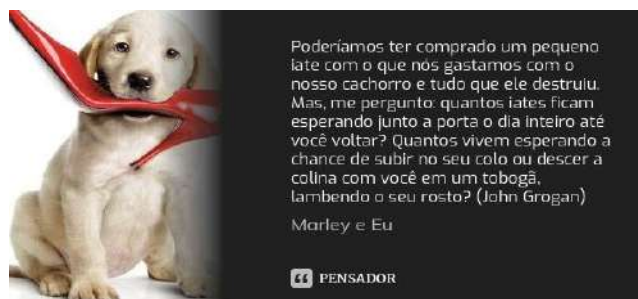 Poderíamos ter comprado um pequeno
iate com o que nós gastamos com o
nosso cachorro e tudo que ele destruiu.
Mas, me pergunto: quantos iates ficam
esperando junto a porta o dia inteiro até
você voltar? Quantos vivem esperando a
chance de subir no seu colo ou descer a
colina com você em um tobogã,
lambendo o seu rosto? (John Grogan)
Marley e Eu
PENSADOR